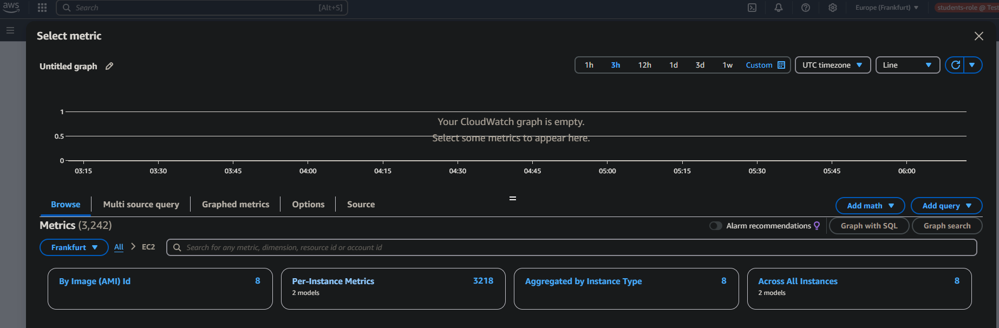 aws
Search [Alt+S]
Europe (Frankfurt)
students-role @ Test
Select metric
Untitled graph
1h 3h 12h 1d 3d 1w Custom
UTC timezone
Line
1
0.5
0
Your CloudWatch graph is empty.
Select some metrics to appear here.
03:15 03:30 03:45 04:00 04:15 04:30 04:45 05:00 05:15 05:30 05:45 06:00
Browse Multi source query Graphed metrics Options Source
Add math Add query
Metrics (3,242)
Alarm recommendations
Graph with SQL Graph search
Frankfurt All > EC2
Search for any metric, dimension, resource id or account id
By Image (AMI) Id 8
Per-Instance Metrics 3218
2 models
Aggregated by Instance Type 8
Across All Instances 8
2 models